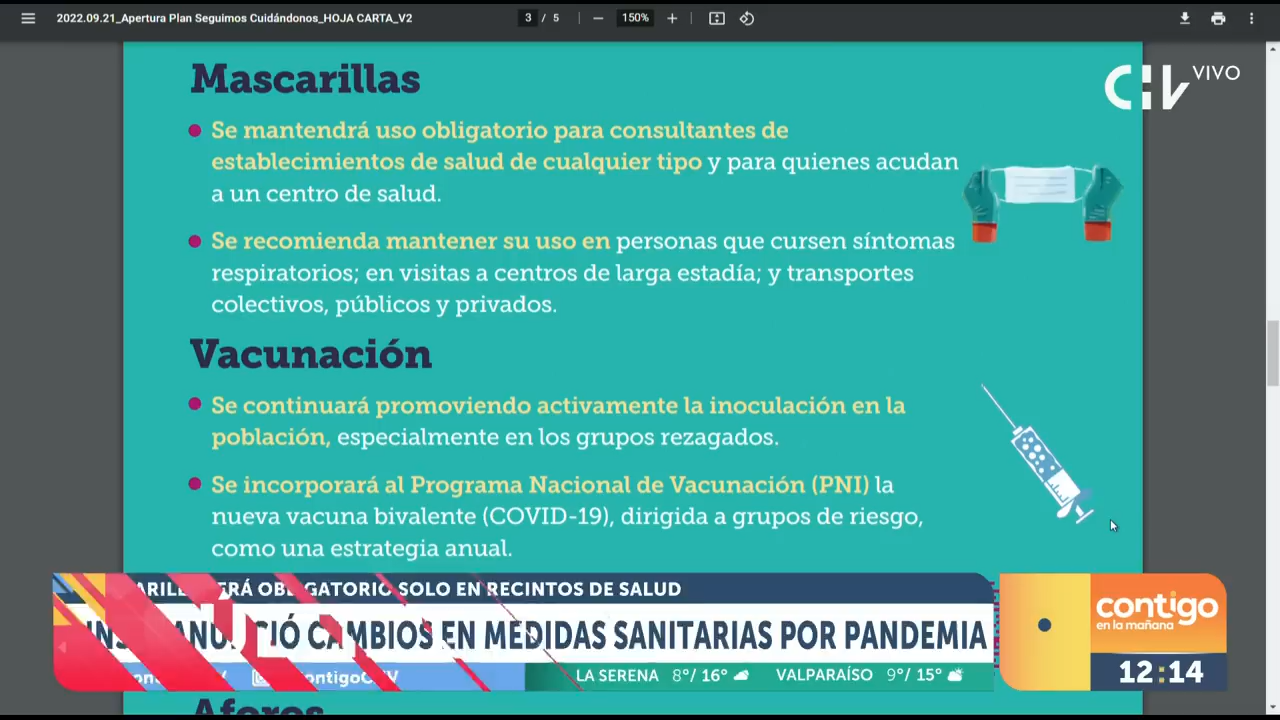 2022.09.21_Apertura Plan Seguimos Cuidándonos_HOJA CARTA_V2
3 / 5
150%
CHV VIVO
Mascarillas
Se mantendrá uso obligatorio para consultantes de
establecimientos de salud de cualquier tipo y para quienes acudan
a un centro de salud.
Se recomienda mantener su uso en personas que cursen síntomas
respiratorios; en visitas a centros de larga estadía; y transportes
colectivos, públicos y privados.
Vacunación
Se continuará promoviendo activamente la inoculación en la
población, especialmente en los grupos rezagados.
Se incorporará al Programa Nacional de Vacunación (PNI) la
nueva vacuna bivalente (COVID-19), dirigida a grupos de riesgo,
como una estrategia anual.
OBLIGATORIO SOLO EN RECINTOS DE SALUD
CAMBIOS EN MEDIDAS SANITARIAS POR PANDEMIA
LA SERENA 8°/ 16° VALPARAÍSO 9°/ 15°
contigo
en la mañana
12:14
Aforos